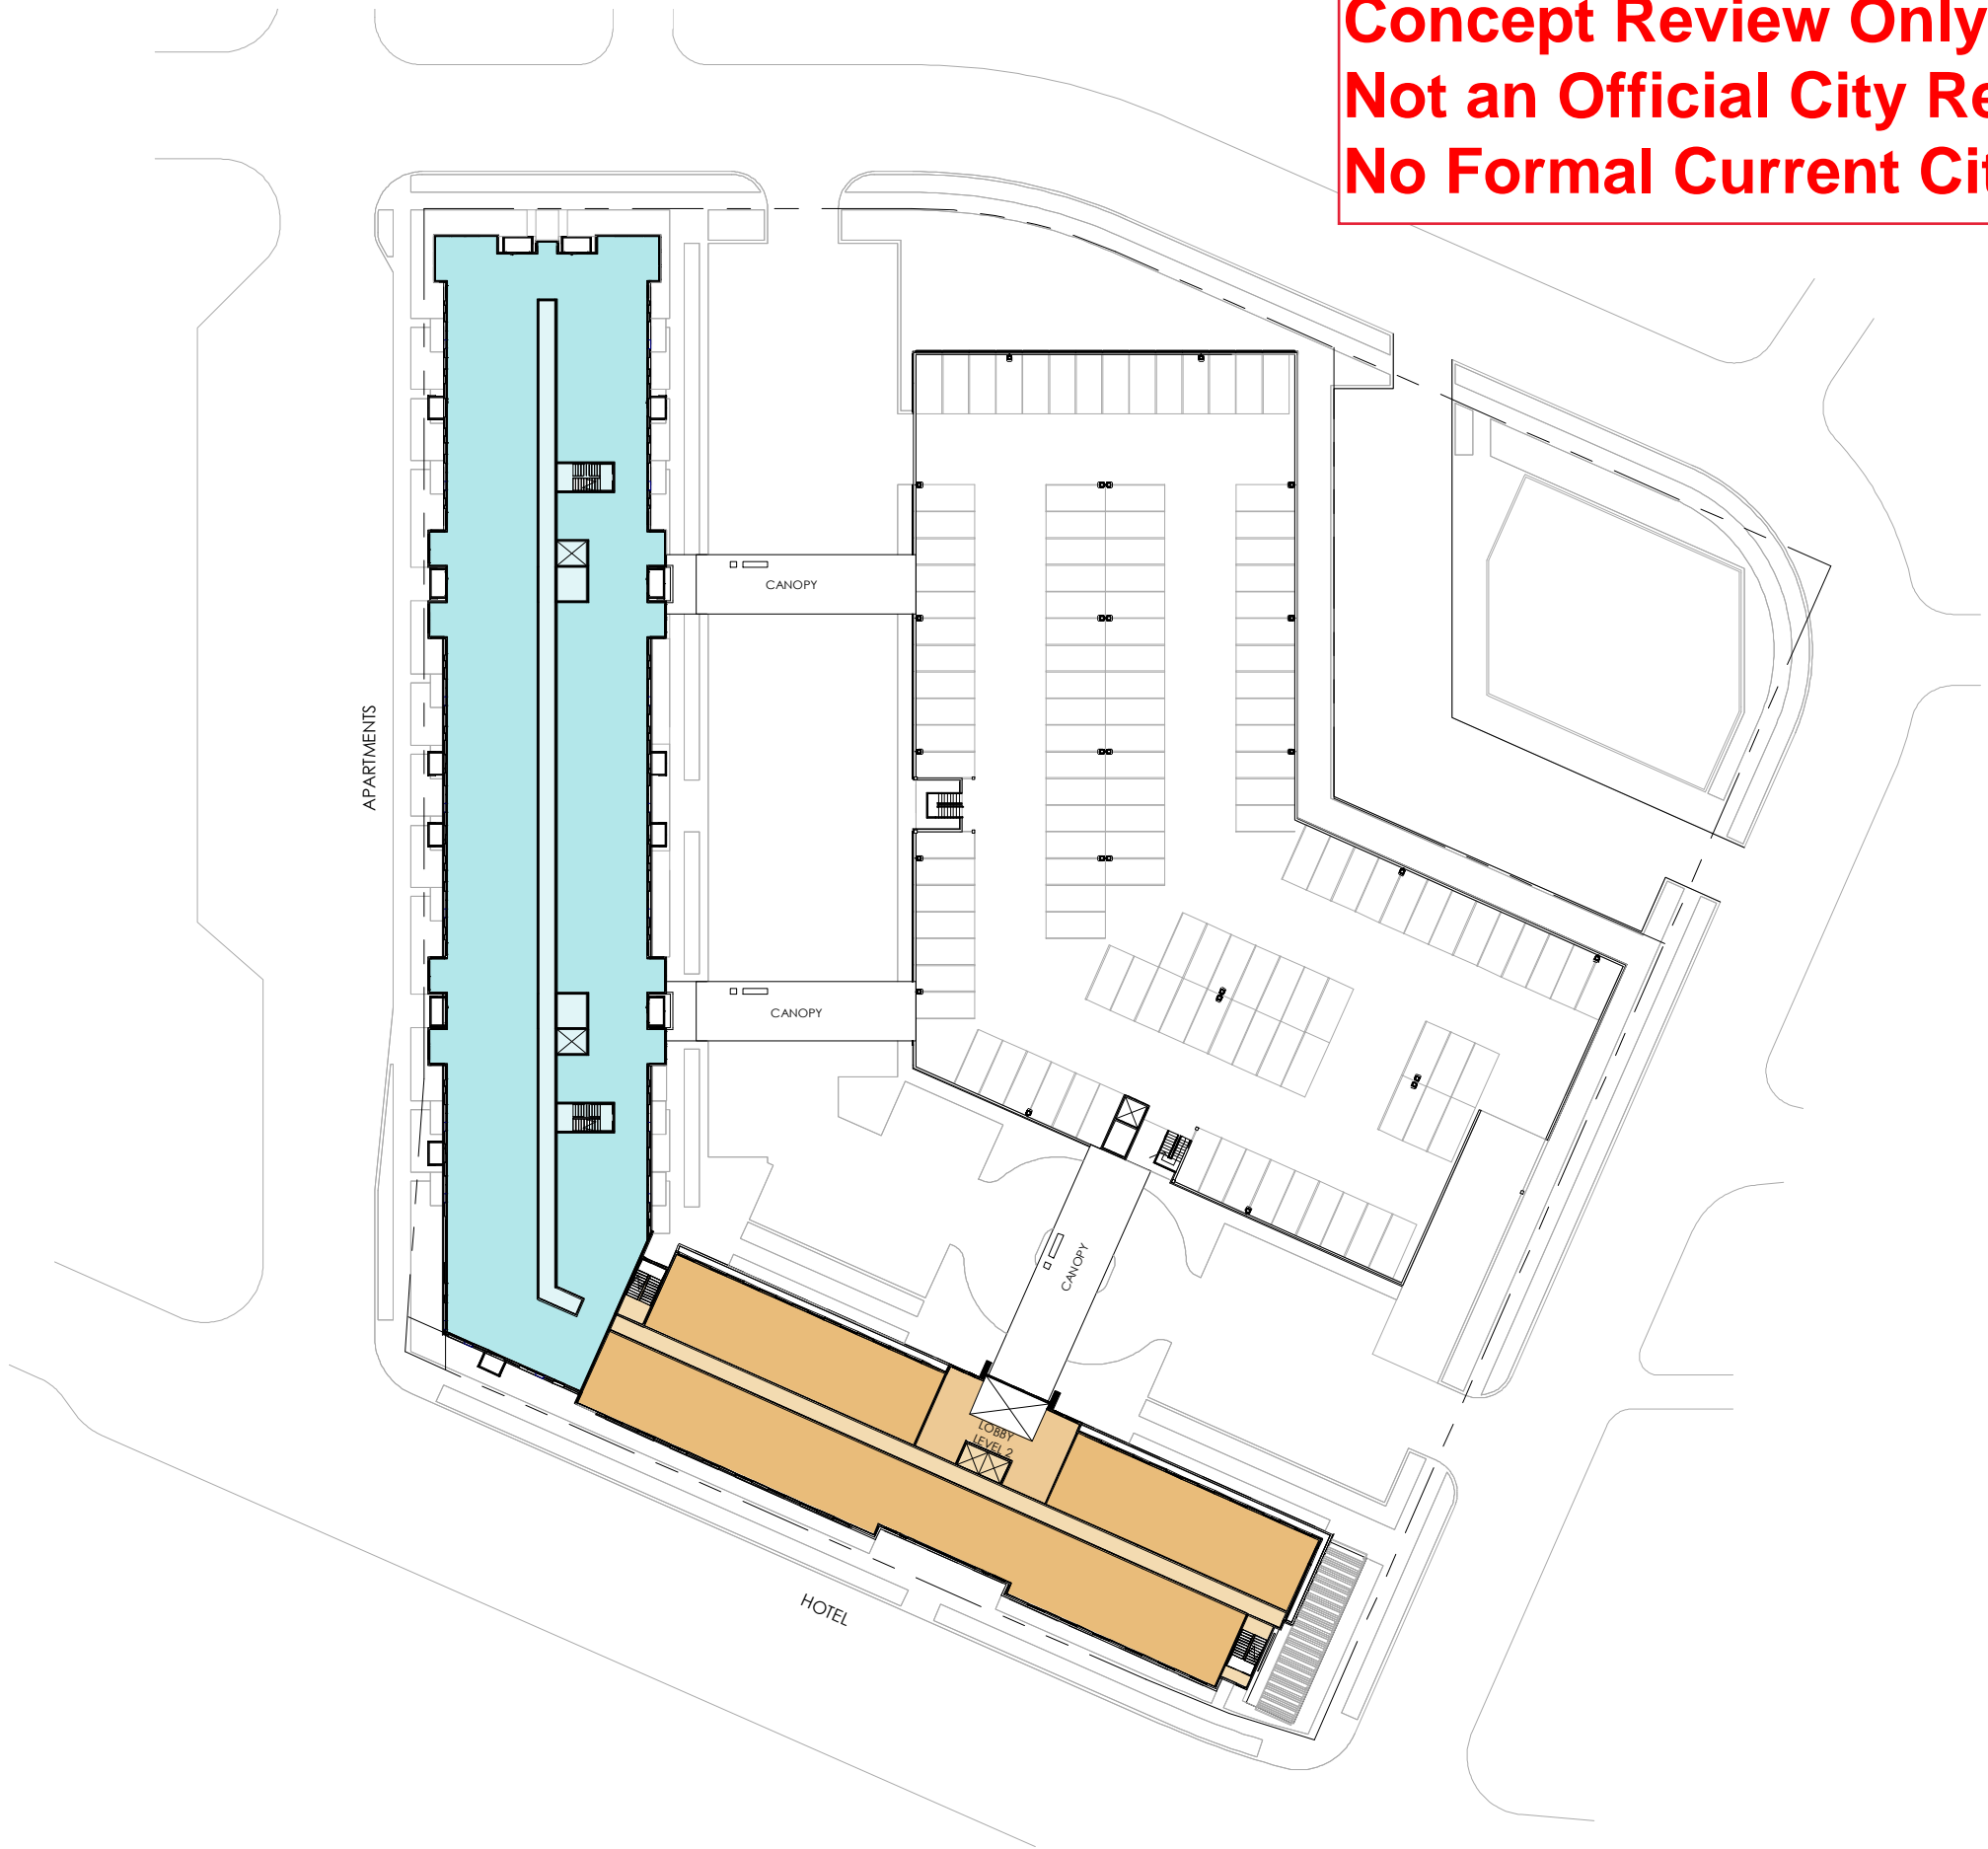 Concept Review Only
Not an Official City Re
No Formal Current Cit
CANOPY
APARTMENTS
CANOPY
CANOPY
LOBBY
LEVEL 2
HOTEL